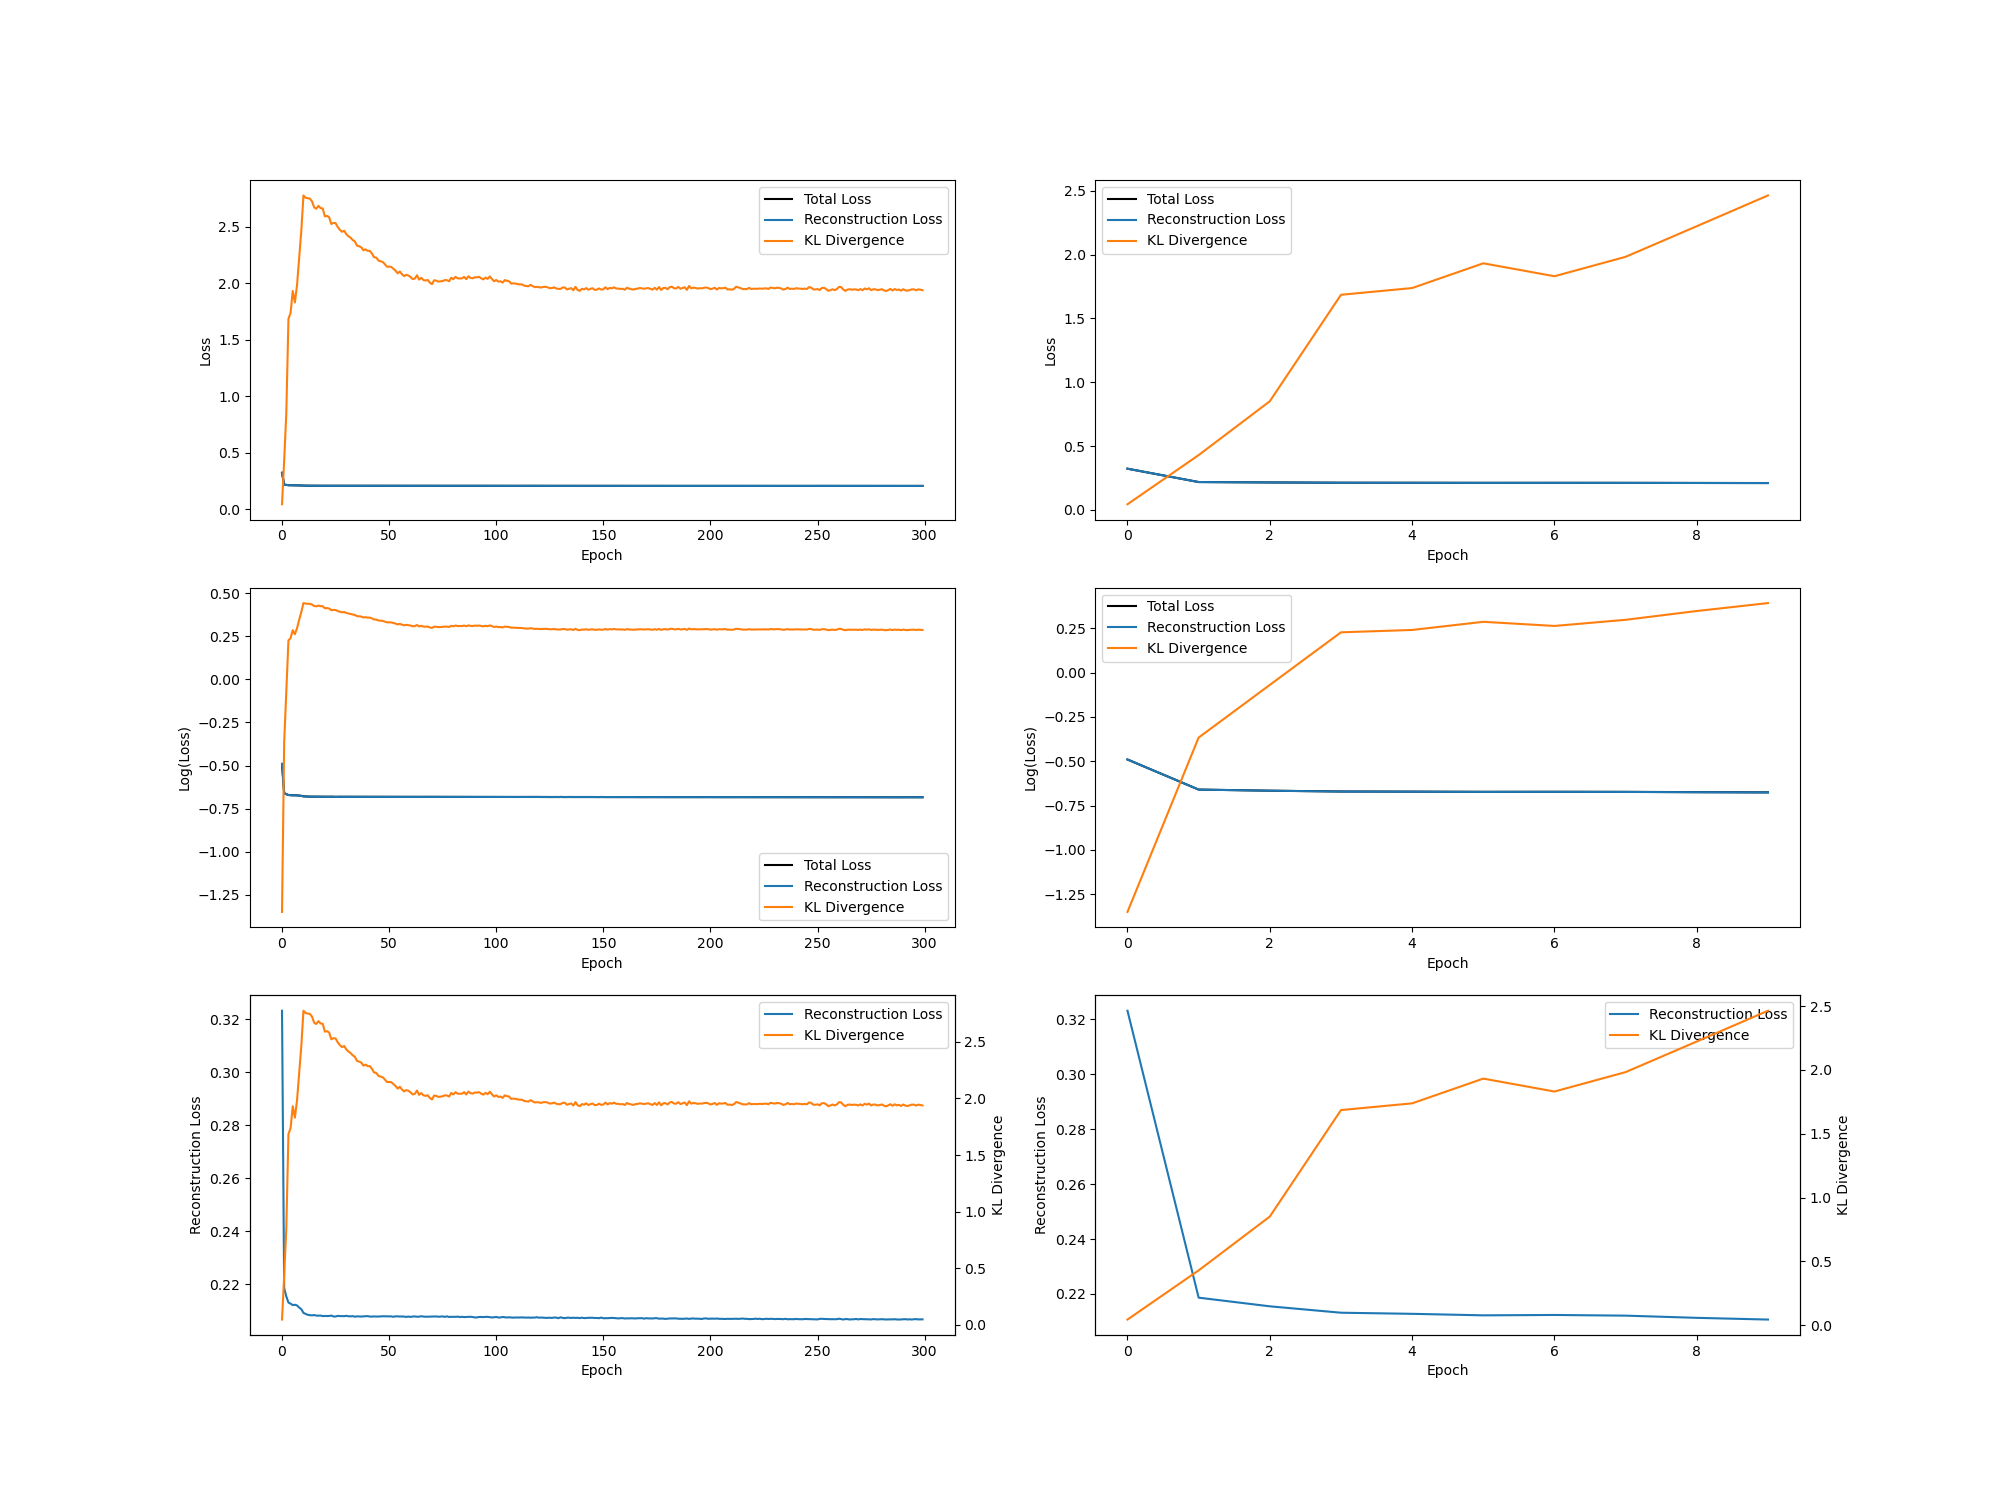 Total Loss
Reconstruction Loss
KL Divergence
2.5
2.0
1.5
1.0
0.5
0.0
Loss
0 50 100 150 200 250 300
Epoch
Total Loss
Reconstruction Loss
KL Divergence
2.5
2.0
1.5
1.0
0.5
0.0
Loss
0 2 4 6 8
Epoch
0.50
0.25
0.00
−0.25
−0.50
−0.75
−1.00
−1.25
Log(Loss)
Total Loss
Reconstruction Loss
KL Divergence
0 50 100 150 200 250 300
Epoch
Total Loss
Reconstruction Loss
KL Divergence
0.25
0.00
−0.25
−0.50
−0.75
−1.00
−1.25
Log(Loss)
0 2 4 6 8
Epoch
Reconstruction Loss
KL Divergence
0.32
0.30
0.28
0.26
0.24
0.22
Reconstruction Loss
2.5
2.0
1.5
1.0
0.5
0.0
KL Divergence
0 50 100 150 200 250 300
Epoch
Reconstruction Loss
KL Divergence
0.32
0.30
0.28
0.26
0.24
0.22
Reconstruction Loss
2.5
2.0
1.5
1.0
0.5
0.0
KL Divergence
0 2 4 6 8
Epoch